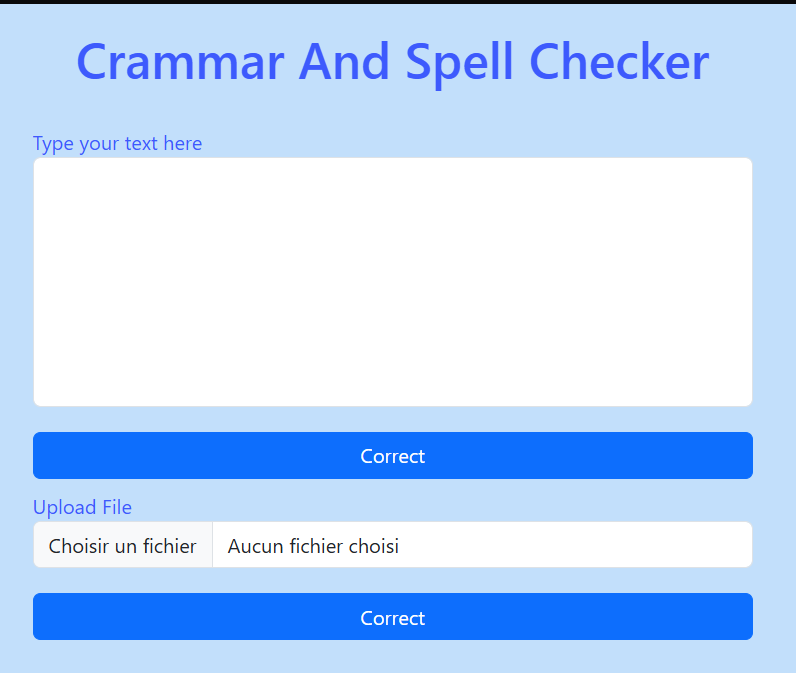 Crammar And Spell Checker
Type your text here
Correct
Upload File
Choisir un fichier Aucun fichier choisi
Correct